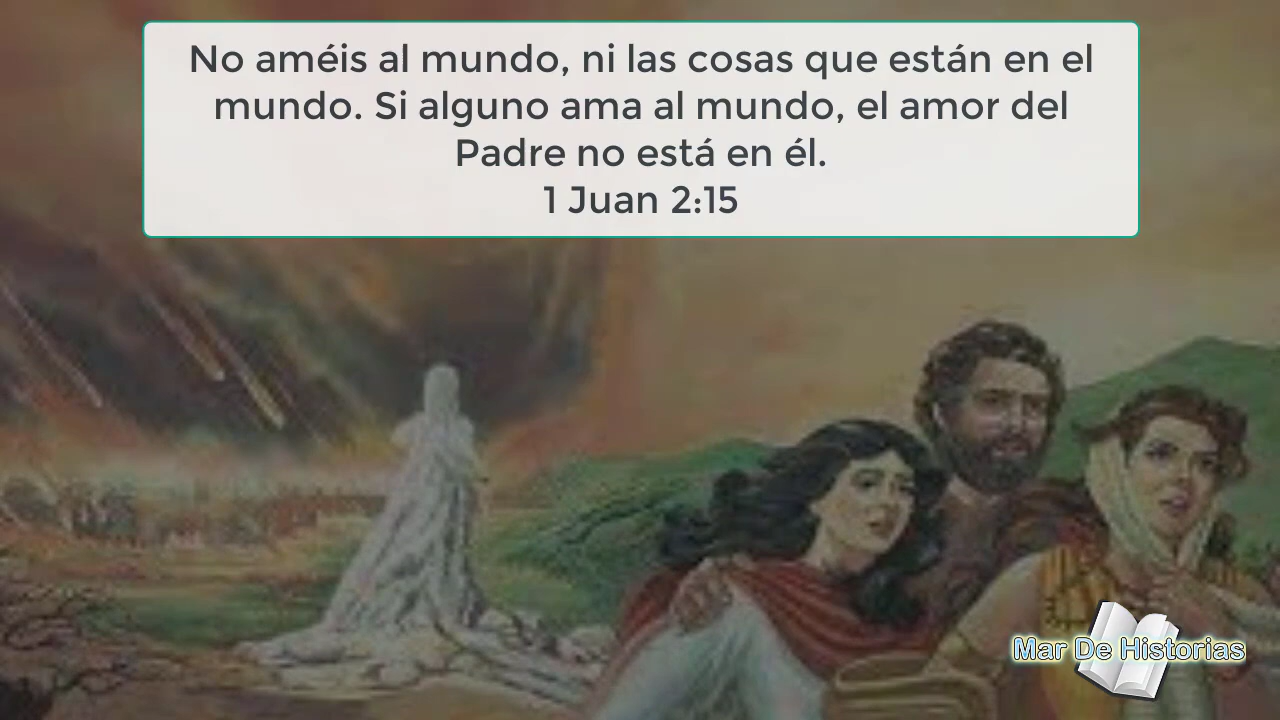 No améis al mundo, ni las cosas que están en el
mundo. Si alguno ama al mundo, el amor del
Padre no está en él.
1 Juan 2:15
Mar De Historias